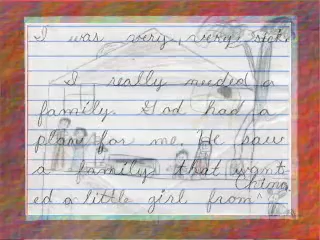 I was very, very sick.
I really needed a
family. God had a
plan for me. He saw
a family that want-
ed a little girl from ^ China